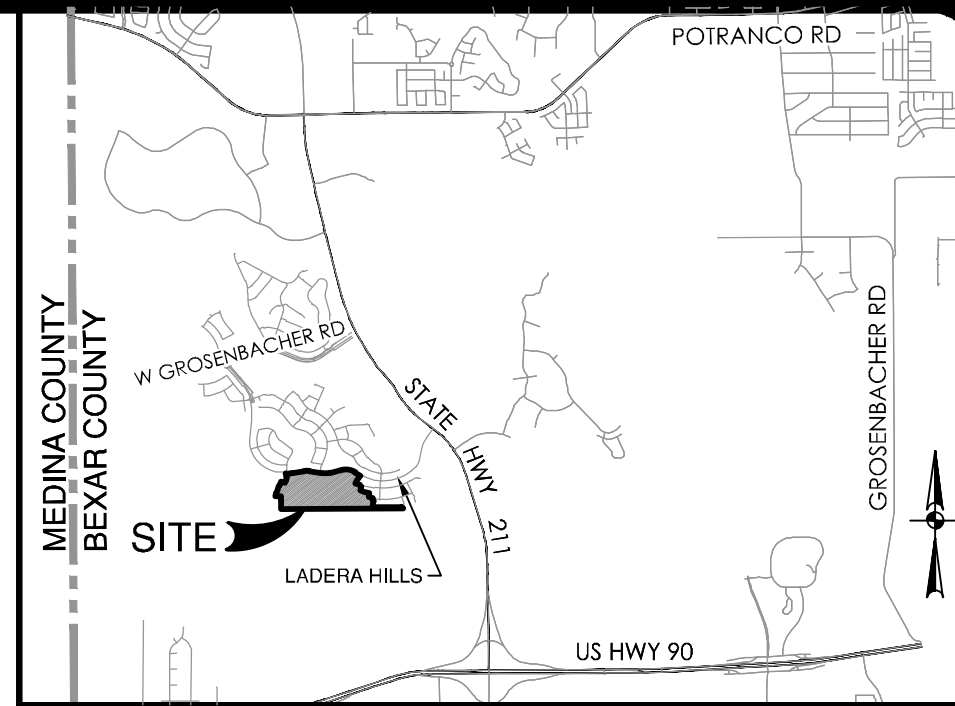 POTRANCO RD
W GROSENBACHER RD
STATE HWY 211
GROSENBACHER RD
MEDINA COUNTY
BEXAR COUNTY
SITE
LADERA HILLS
US HWY 90